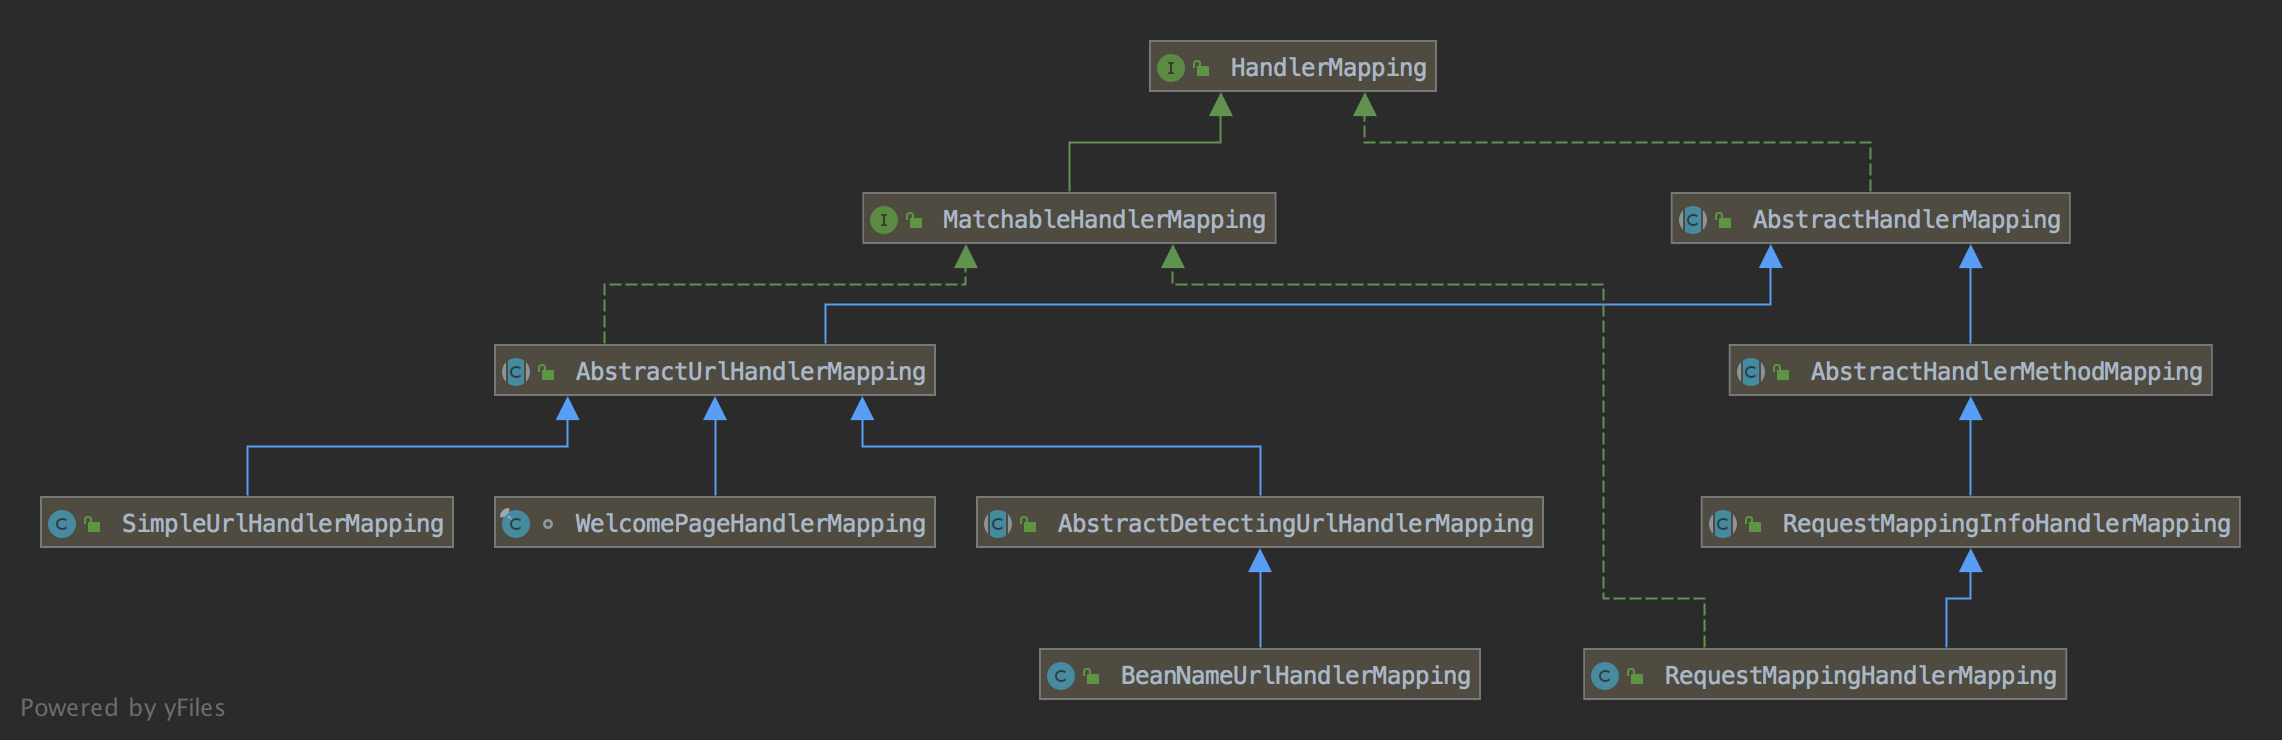 HandlerMapping
MatchableHandlerMapping
AbstractHandlerMapping
AbstractUrlHandlerMapping
AbstractHandlerMethodMapping
SimpleUrlHandlerMapping
WelcomePageHandlerMapping
AbstractDetectingUrlHandlerMapping
RequestMappingInfoHandlerMapping
BeanNameUrlHandlerMapping
RequestMappingHandlerMapping
Powered by yFiles